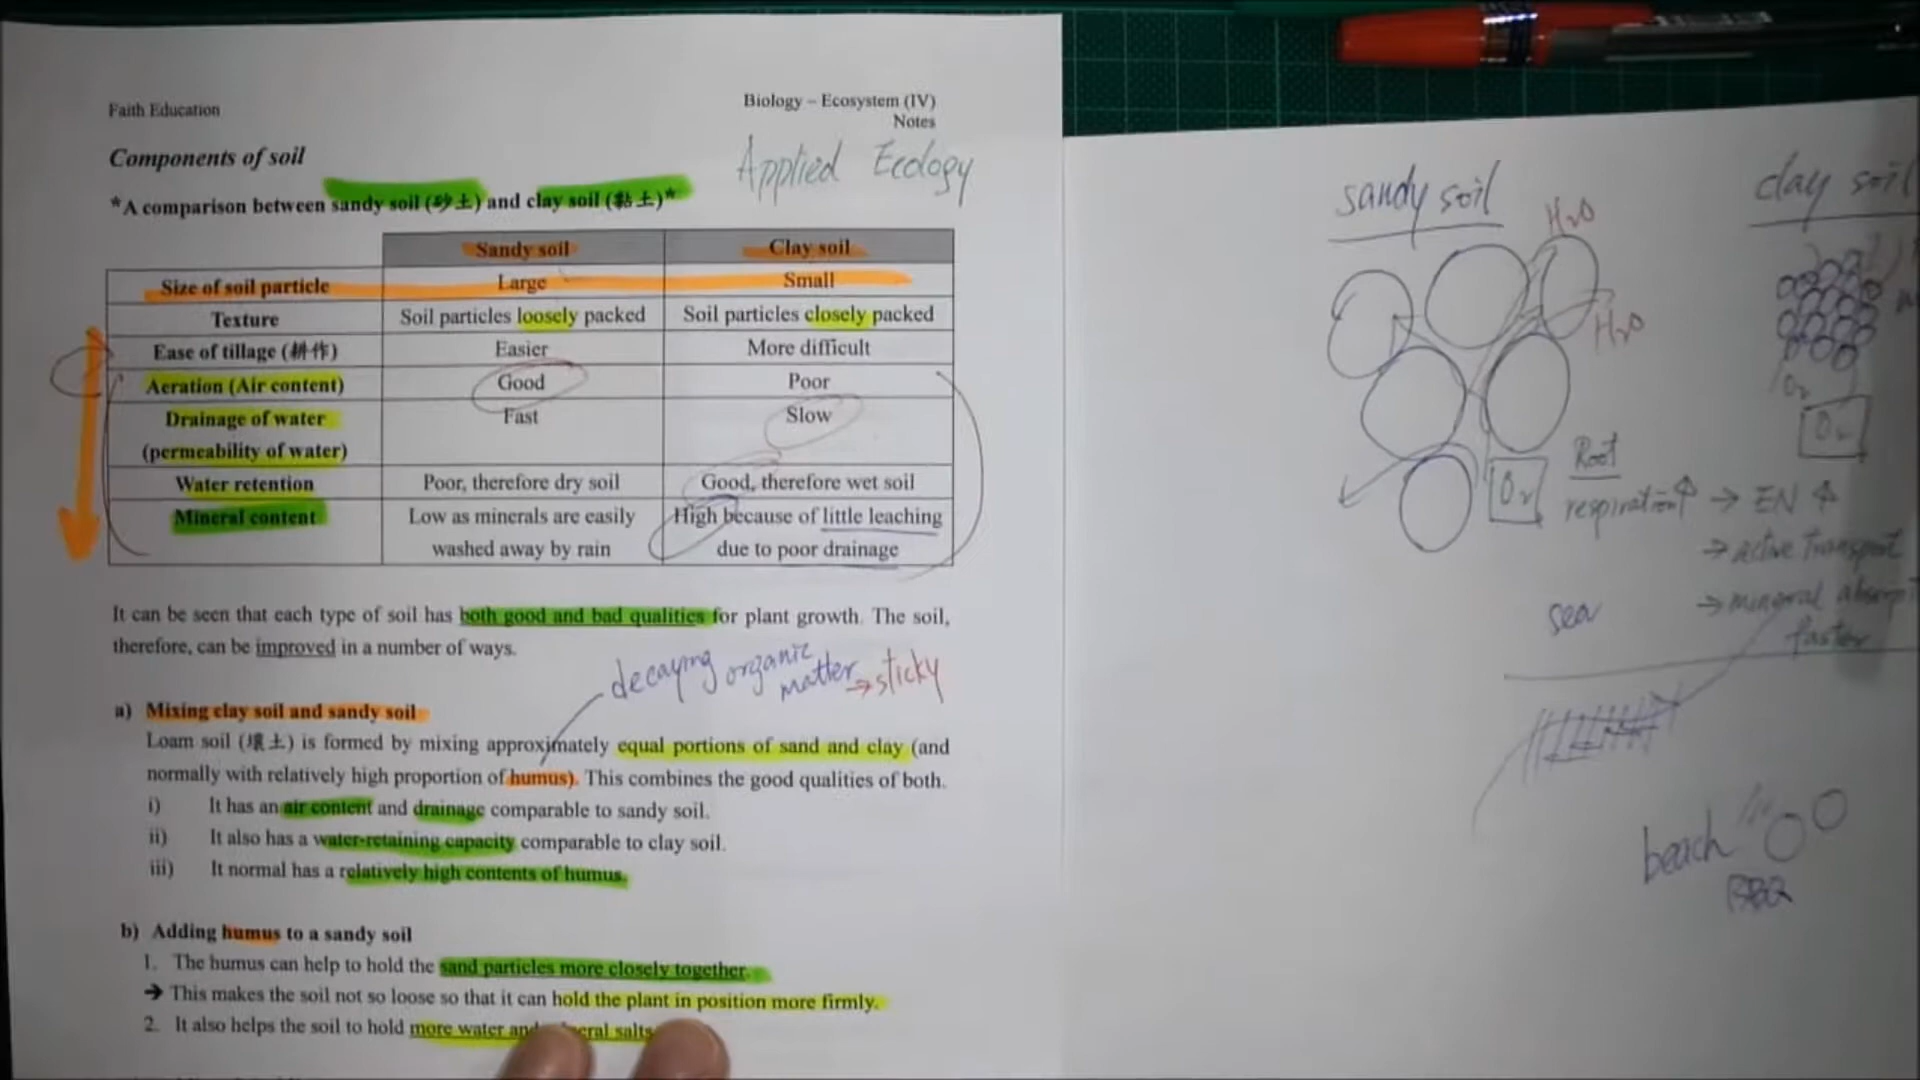 Faith Education
Biology – Ecosystem (IV)
Notes
Components of soil
Applied Ecology
*A comparison between sandy soil (砂土) and clay soil (黏土)*
Sandy soil Clay soil
Size of soil particle Large Small
Texture Soil particles loosely packed Soil particles closely packed
Ease of tillage (耕作) Easier More difficult
Aeration (Air content) Good Poor
Drainage of water Fast Slow
(permeability of water)
Water retention Poor, therefore dry soil Good, therefore wet soil
Mineral content Low as minerals are easily High because of little leaching
washed away by rain due to poor drainage
It can be seen that each type of soil has both good and bad qualities for plant growth. The soil,
therefore, can be improved in a number of ways.
decaying organic
matter → sticky
a) Mixing clay soil and sandy soil
Loam soil (壤土) is formed by mixing approximately equal portions of sand and clay (and
normally with relatively high proportion of humus). This combines the good qualities of both.
i) It has an air content and drainage comparable to sandy soil.
ii) It also has a water-retaining capacity comparable to clay soil.
iii) It normal has a relatively high contents of humus.
b) Adding humus to a sandy soil
1. The humus can help to hold the sand particles more closely together.
➔ This makes the soil not so loose so that it can hold the plant in position more firmly.
2. It also helps the soil to hold more water and salts
sandy soil
H₂O
H₂O
O₂
clay soil
O₂
O₂
Root
respiration↑ → EN ↑
→ active transport
→ mineral
faster
sea
beach
BBQ